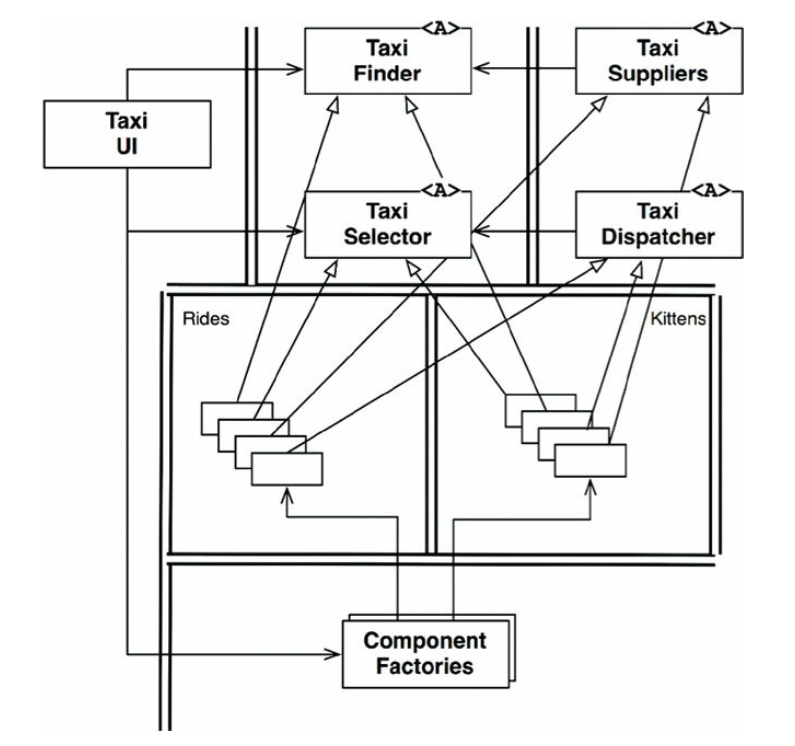 <A>
Taxi
Finder
<A>
Taxi
Suppliers
Taxi
UI
<A>
Taxi
Selector
<A>
Taxi
Dispatcher
Rides
Kittens
Component
Factories